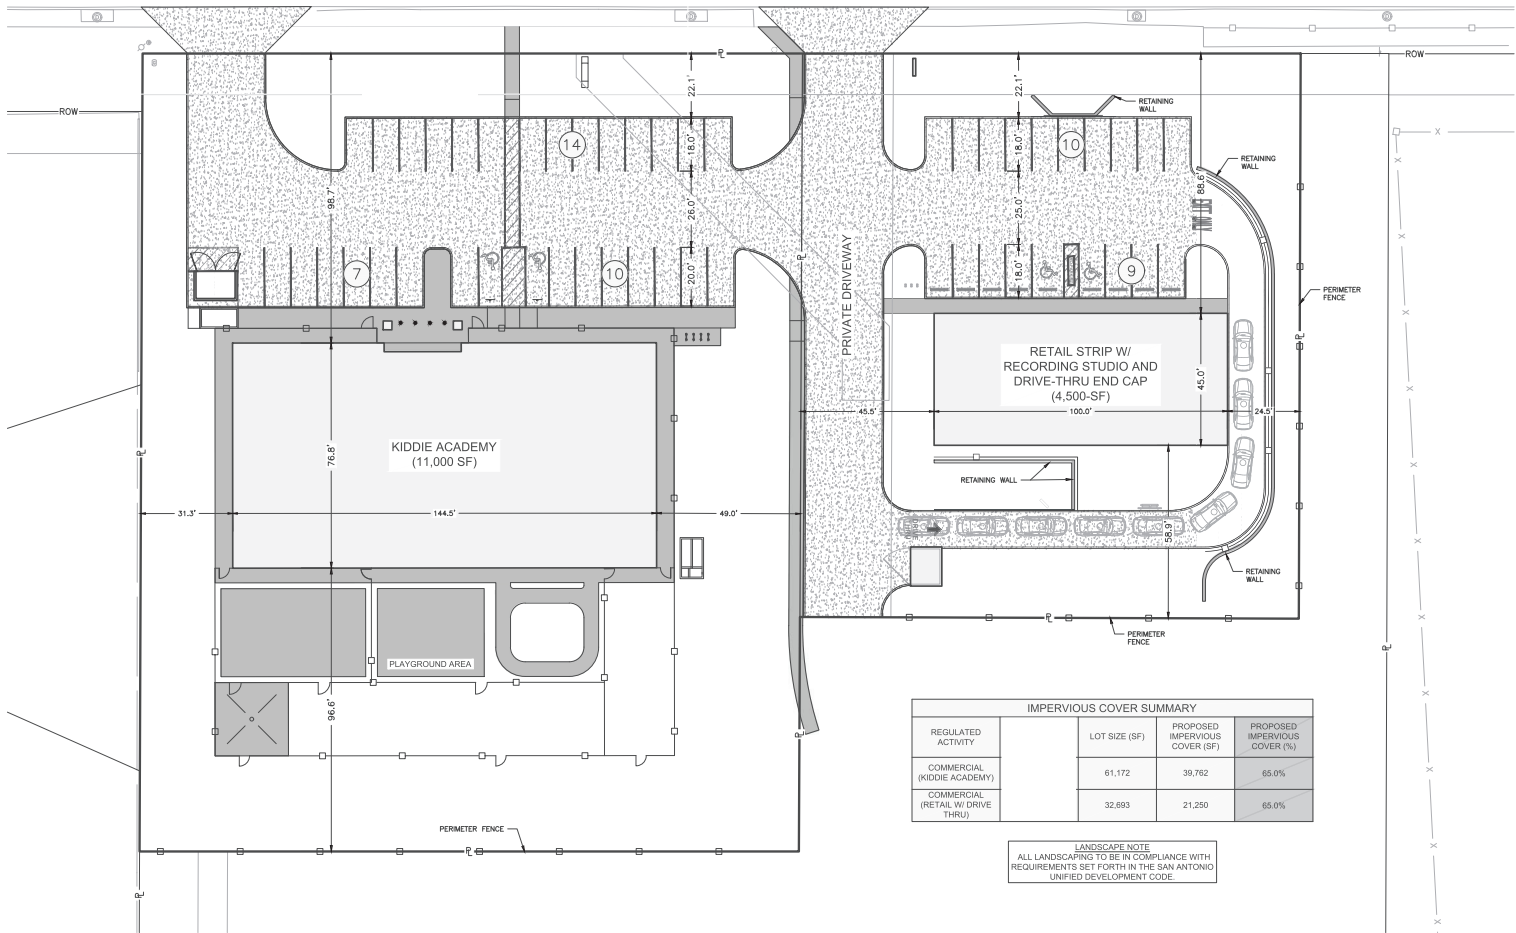 ROW
ROW
22.1'
22.1'
RETAINING
WALL
14
18.0'
10
18.0'
RETAINING
WALL
88.6'
98.7'
26.0'
25.0'
PRIVATE DRIVEWAY
7
10
20.0'
18.0'
9
PERIMETER
FENCE
RETAIL STRIP W/
RECORDING STUDIO AND
DRIVE-THRU END CAP
(4,500-SF)
45.0'
45.5'
100.0'
24.5'
KIDDIE ACADEMY
(11,000 SF)
76.8'
RETAINING WALL
31.3'
144.5'
49.0'
58.9'
RETAINING
WALL
PERIMETER
FENCE
PLAYGROUND AREA
96.6'
PERIMETER FENCE
IMPERVIOUS COVER SUMMARY
REGULATED
ACTIVITY
LOT SIZE (SF)
PROPOSED
IMPERVIOUS
COVER (SF)
PROPOSED
IMPERVIOUS
COVER (%)
COMMERCIAL
(KIDDIE ACADEMY)
61,172
39,762
65.0%
COMMERCIAL
(RETAIL W/ DRIVE
THRU)
32,693
21,250
65.0%
LANDSCAPE NOTE
ALL LANDSCAPING TO BE IN COMPLIANCE WITH
REQUIREMENTS SET FORTH IN THE SAN ANTONIO
UNIFIED DEVELOPMENT CODE.